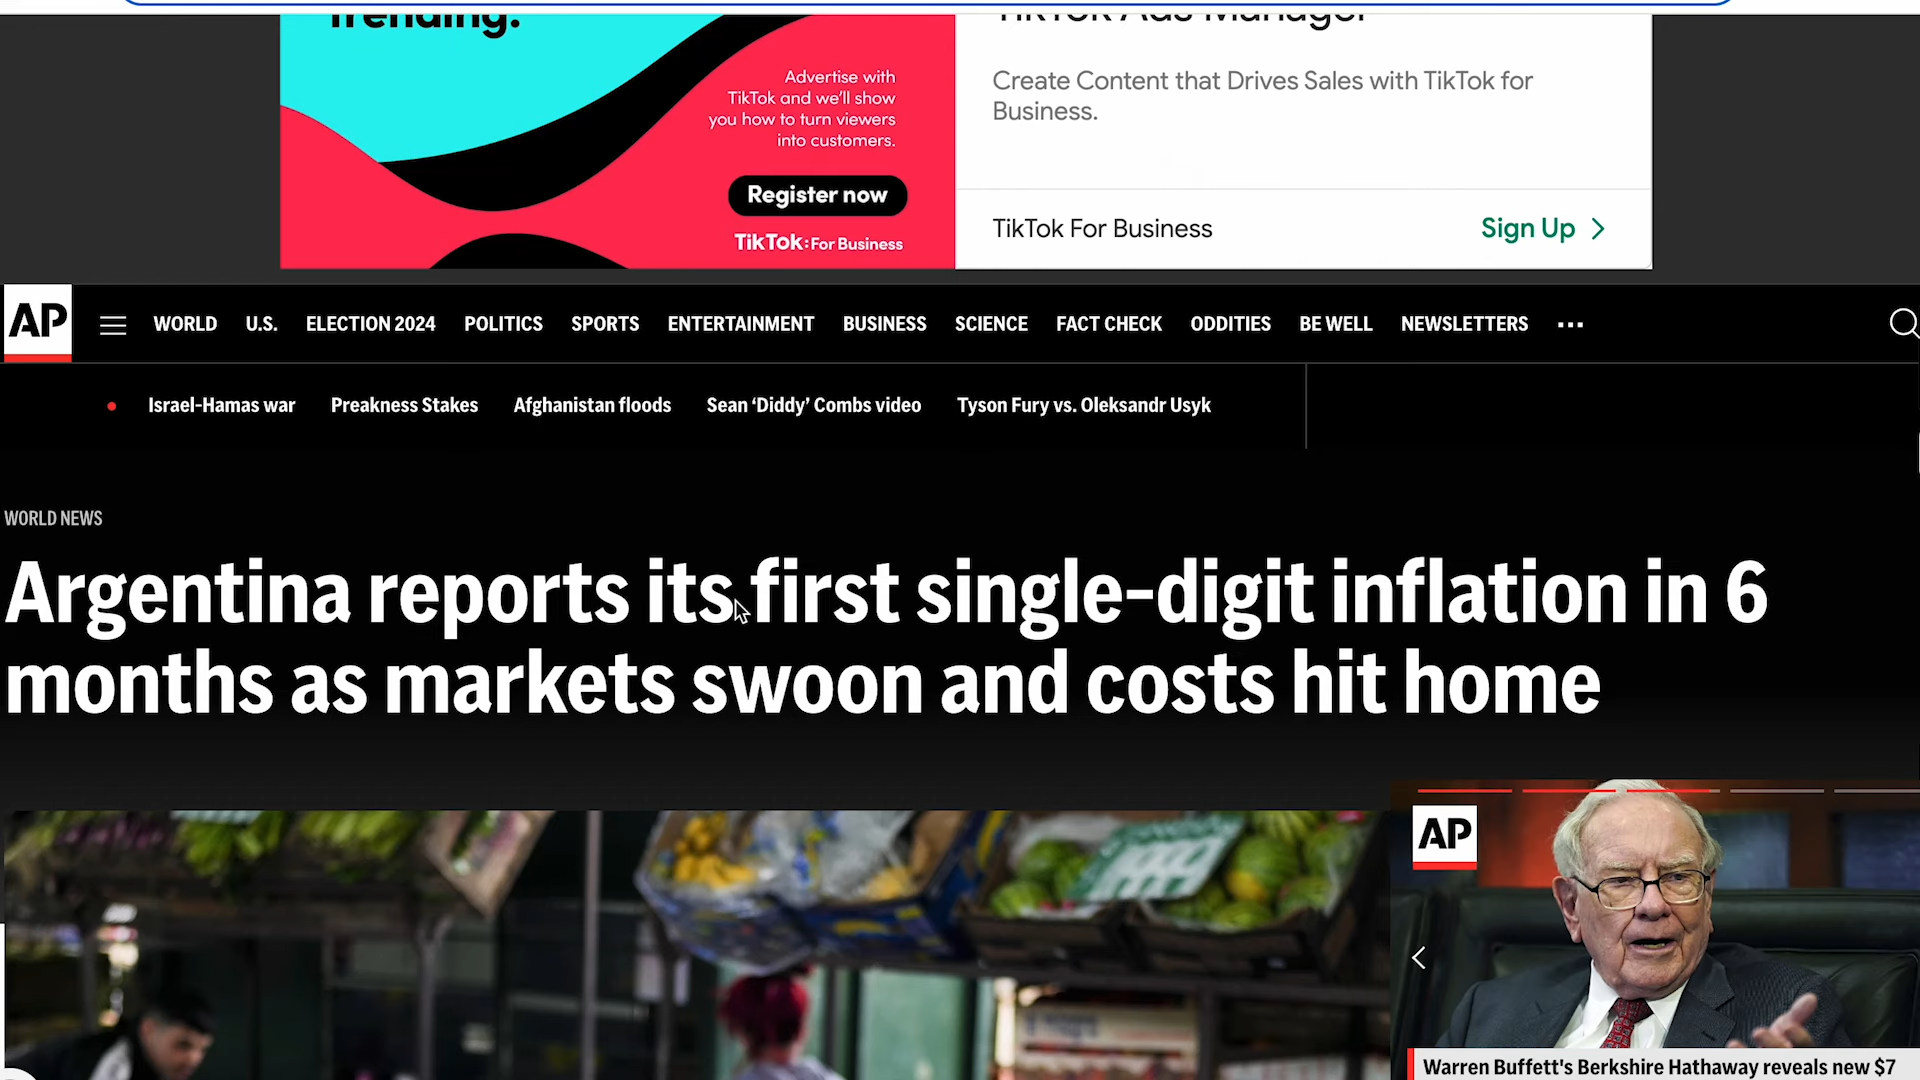 Trending.
TikTok Ads Manager
Advertise with
TikTok and we'll show
you how to turn viewers
into customers.
Register now
TikTok: For Business
Create Content that Drives Sales with TikTok for
Business.
TikTok For Business
Sign Up
AP
WORLD U.S. ELECTION 2024 POLITICS SPORTS ENTERTAINMENT BUSINESS SCIENCE FACT CHECK ODDITIES BE WELL NEWSLETTERS ...
Israel-Hamas war Preakness Stakes Afghanistan floods Sean ‘Diddy’ Combs video Tyson Fury vs. Oleksandr Usyk
WORLD NEWS
Argentina reports its first single-digit inflation in 6
months as markets swoon and costs hit home
AP
Warren Buffett's Berkshire Hathaway reveals new $7